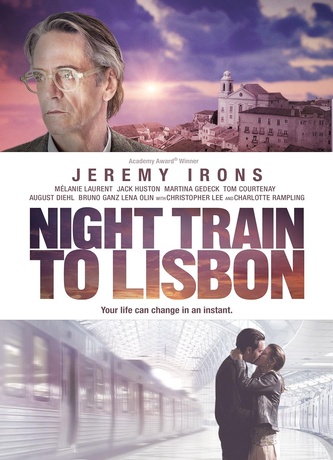 Academy Award® Winner
JEREMY IRONS
MÉLANIE LAURENT JACK HUSTON MARTINA GEDECK TOM COURTENAY
AUGUST DIEHL BRUNO GANZ LENA OLIN WITH CHRISTOPHER LEE AND CHARLOTTE RAMPLING
NIGHT TRAIN
TO LISBON
Your life can change in an instant.